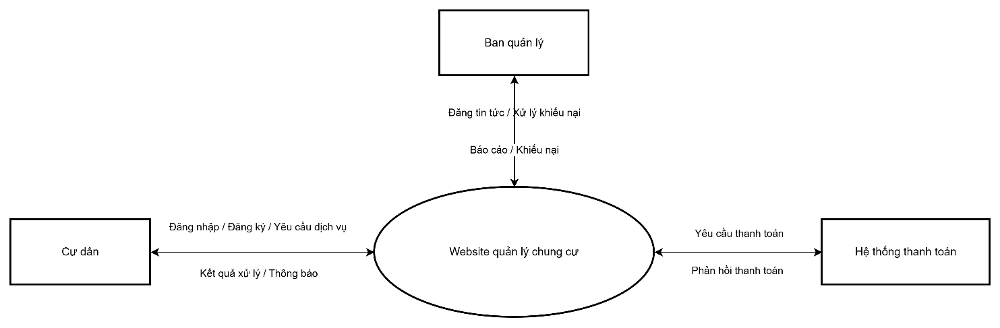 Ban quản lý
Đăng tin tức / Xử lý khiếu nại
Báo cáo / Khiếu nại
Đăng nhập / Đăng ký / Yêu cầu dịch vụ
Cư dân
Kết quả xử lý / Thông báo
Website quản lý chung cư
Yêu cầu thanh toán
Phản hồi thanh toán
Hệ thống thanh toán